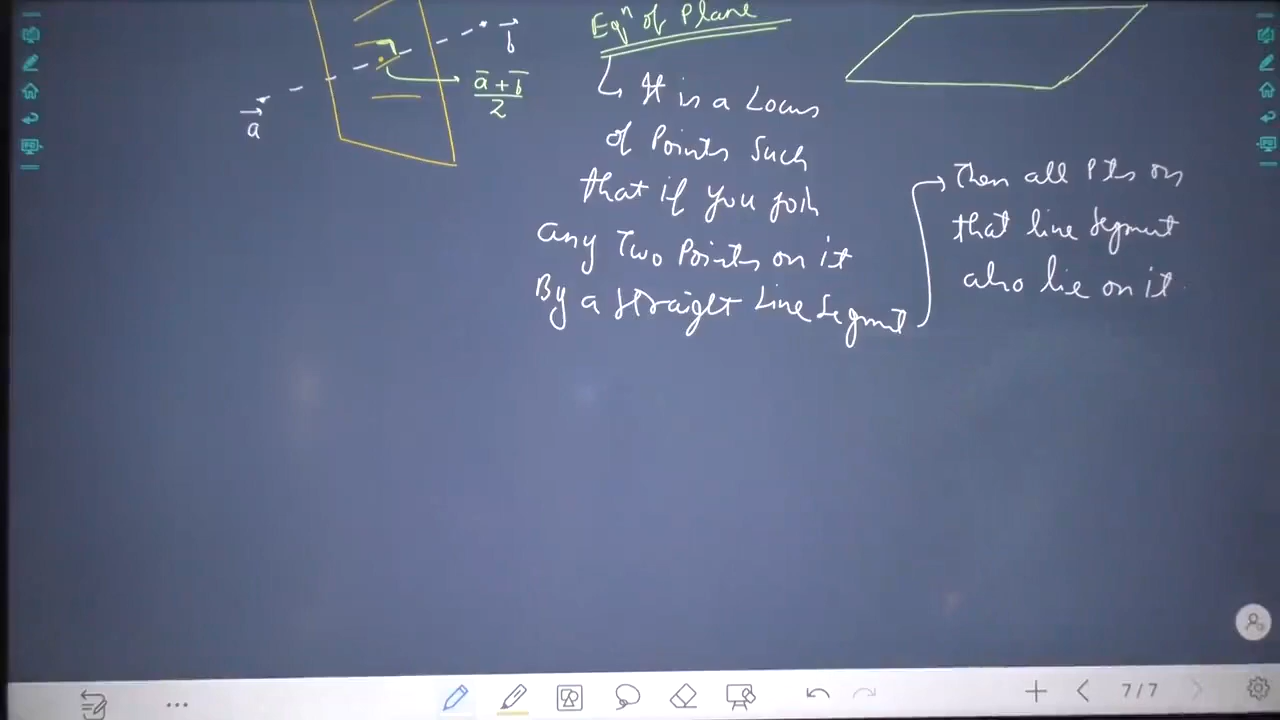 b
a
a + b
2
Eqⁿ of Plane
It is a Locus
of Points Such
that if you join
any Two Points on it
By a straight Line Segment
Then all Pts on
that line segment
also lie on it
7/7